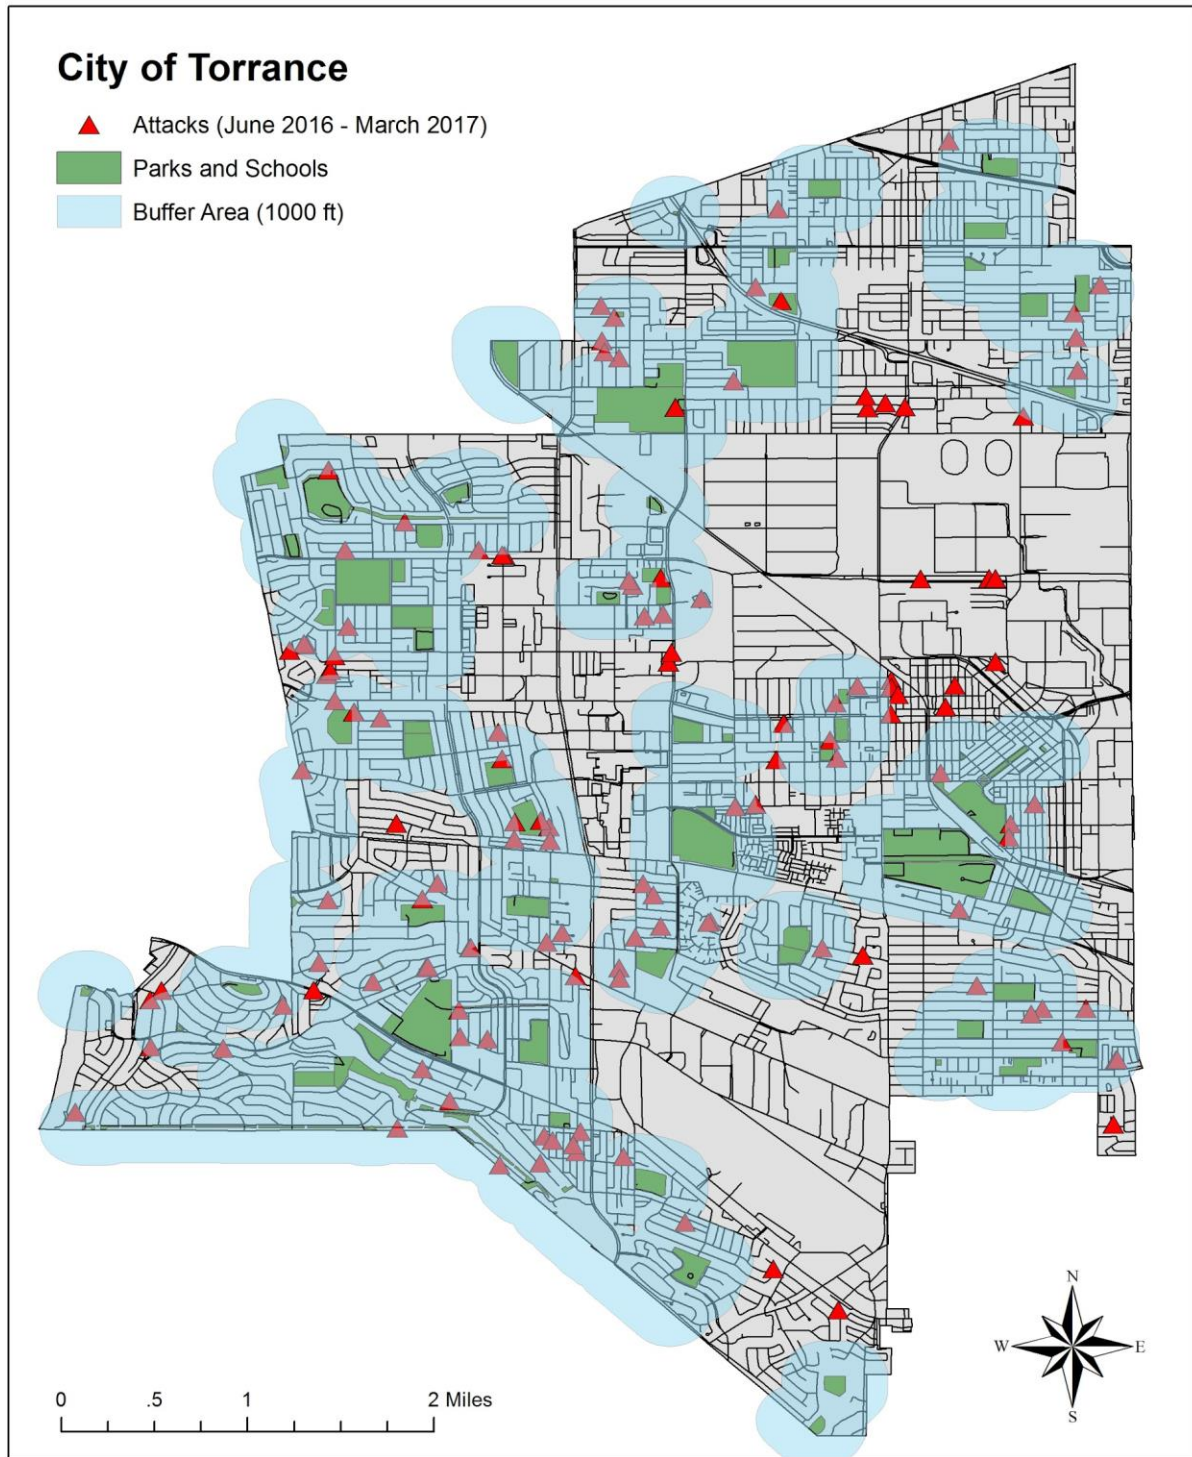 City of Torrance
Attacks (June 2016 - March 2017)
Parks and Schools
Buffer Area (1000 ft)
N
W E
S
0 .5 1 2 Miles